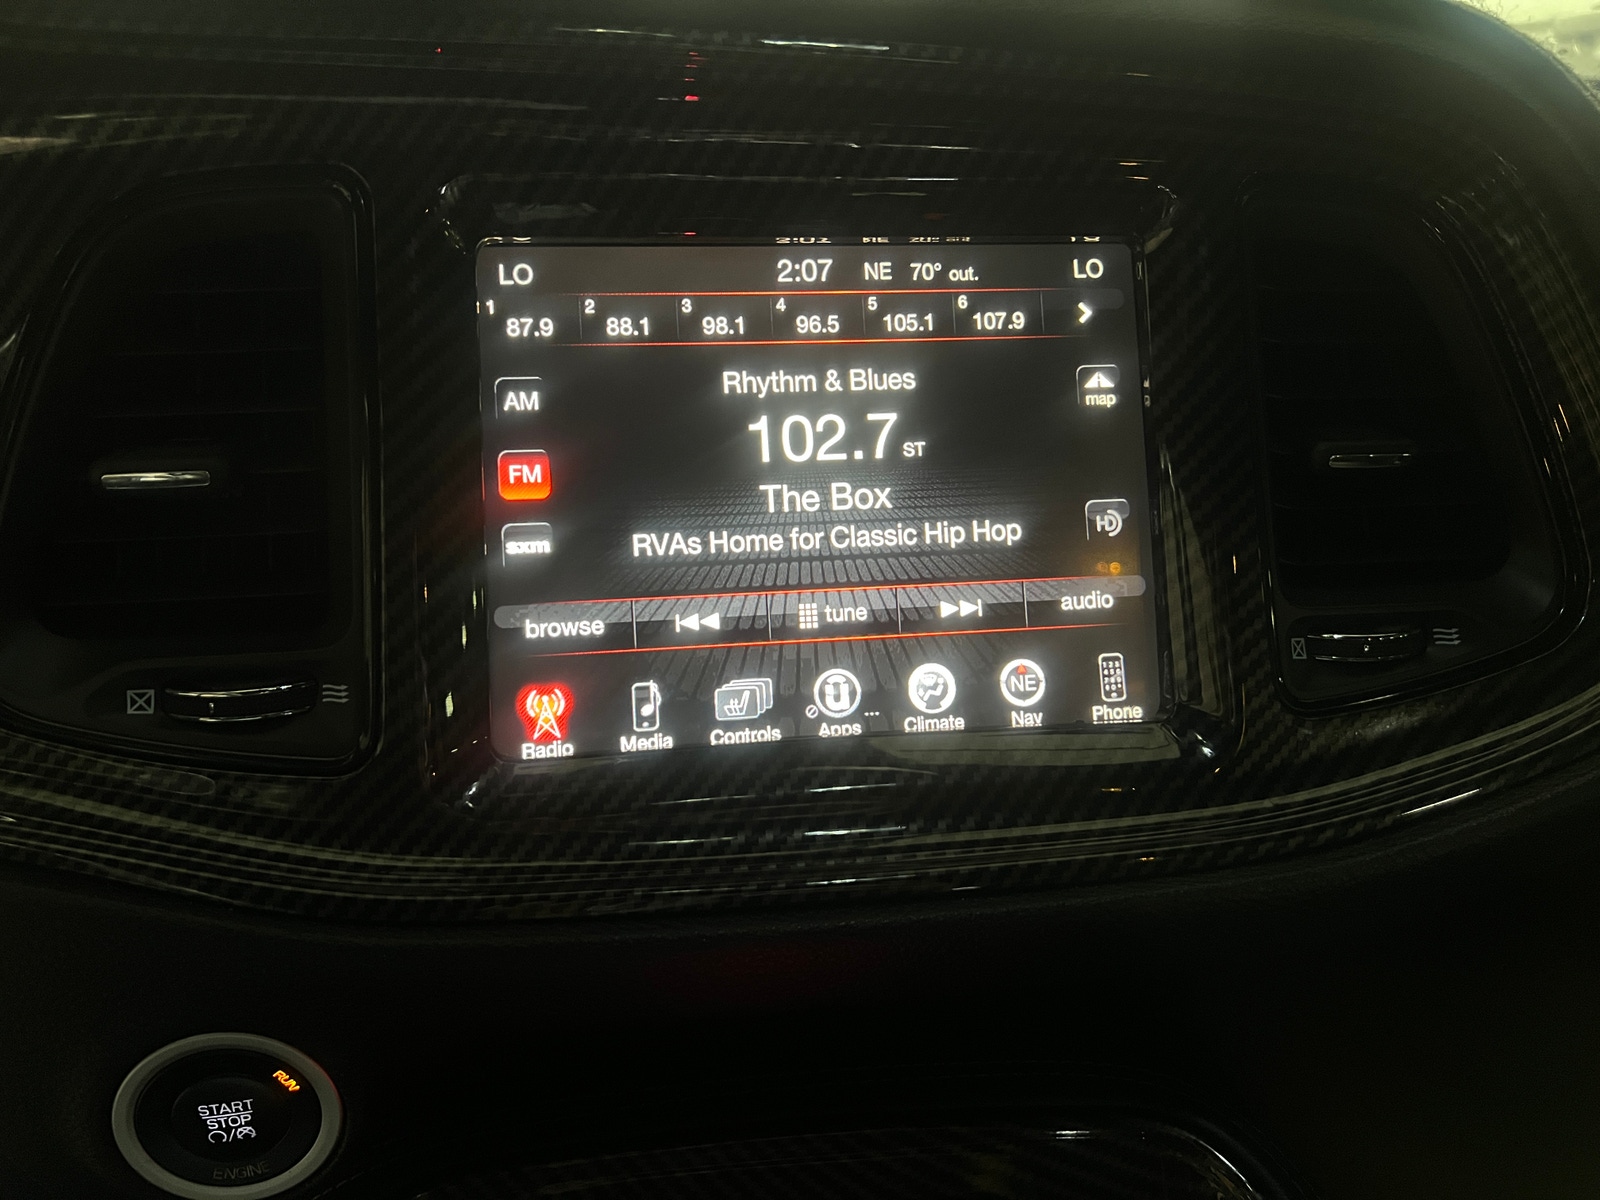 LO 2:07 NE 70° out. LO
1 87.9 2 88.1 3 98.1 4 96.5 5 105.1 6 107.9
Rhythm & Blues
AM
map
102.7 ST
FM
The Box
RVAs Home for Classic Hip Hop
HD
sxm
browse tune audio
Radio Media Controls Apps ... Climate NE Nav Phone
RUN
START
STOP
ENGINE